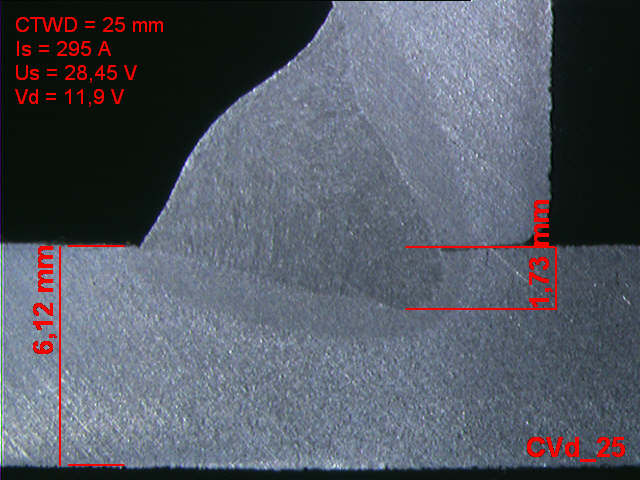 CTWD = 25 mm
Is = 295 A
Us = 28,45 V
Vd = 11,9 V
6,12 mm
1,73 mm
CVd_25